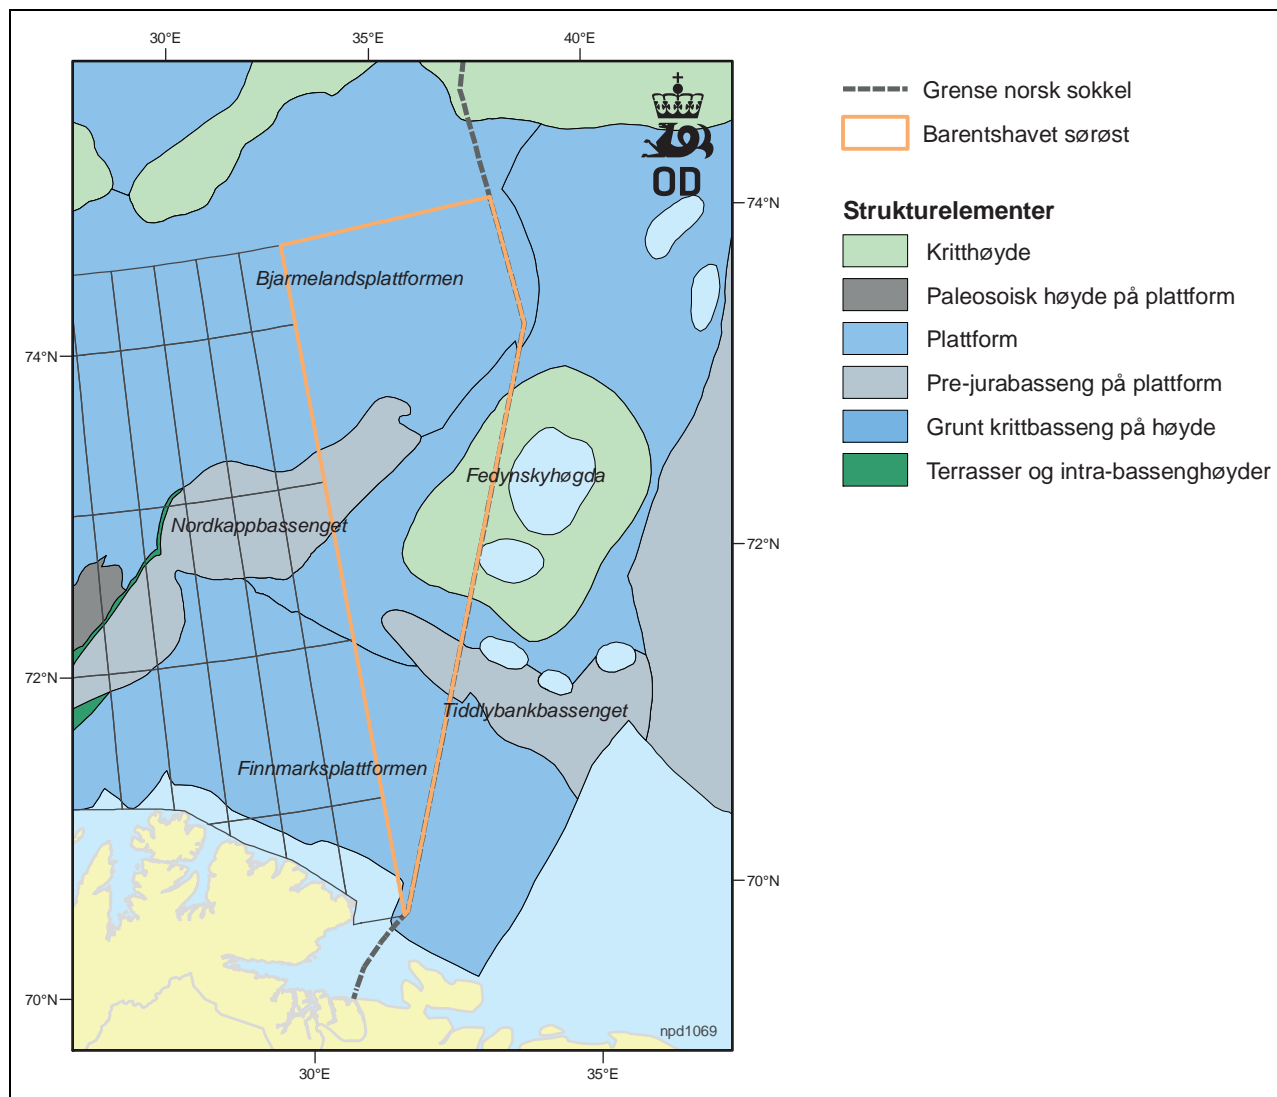 30°E
35°E
40°E
OD
74°N
74°N
72°N
72°N
70°N
70°N
Bjarmelandsplattformen
Fedynskyhøgda
Nordkappbassenget
Tiddlybankbassenget
Finnmarksplattformen
npd1069
30°E
35°E
Grense norsk sokkel
Barentshavet sørøst
Strukturelementer
Kritthøyde
Paleosoisk høyde på plattform
Plattform
Pre-jurabasseng på plattform
Grunt krittbasseng på høyde
Terrasser og intra-bassenghøyder